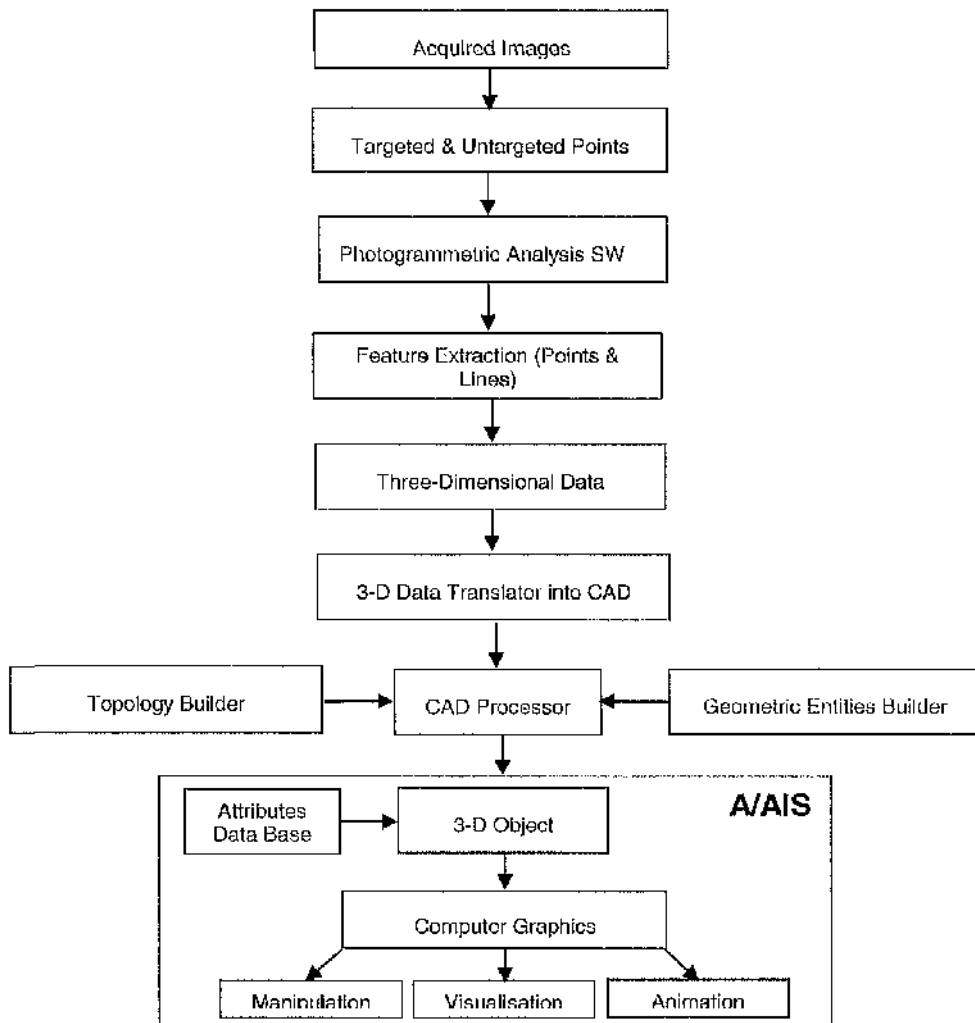 Acquired Images
Targeted & Untargeted Points
Photogrammetric Analysis SW
Feature Extraction (Points &
Lines)
Three-Dimensional Data
3-D Data Translator into CAD
Topology Builder
CAD Processor
Geometric Entities Builder
A/AIS
Attributes
Data Base
3-D Object
Computer Graphics
Manipulation
Visualisation
Animation